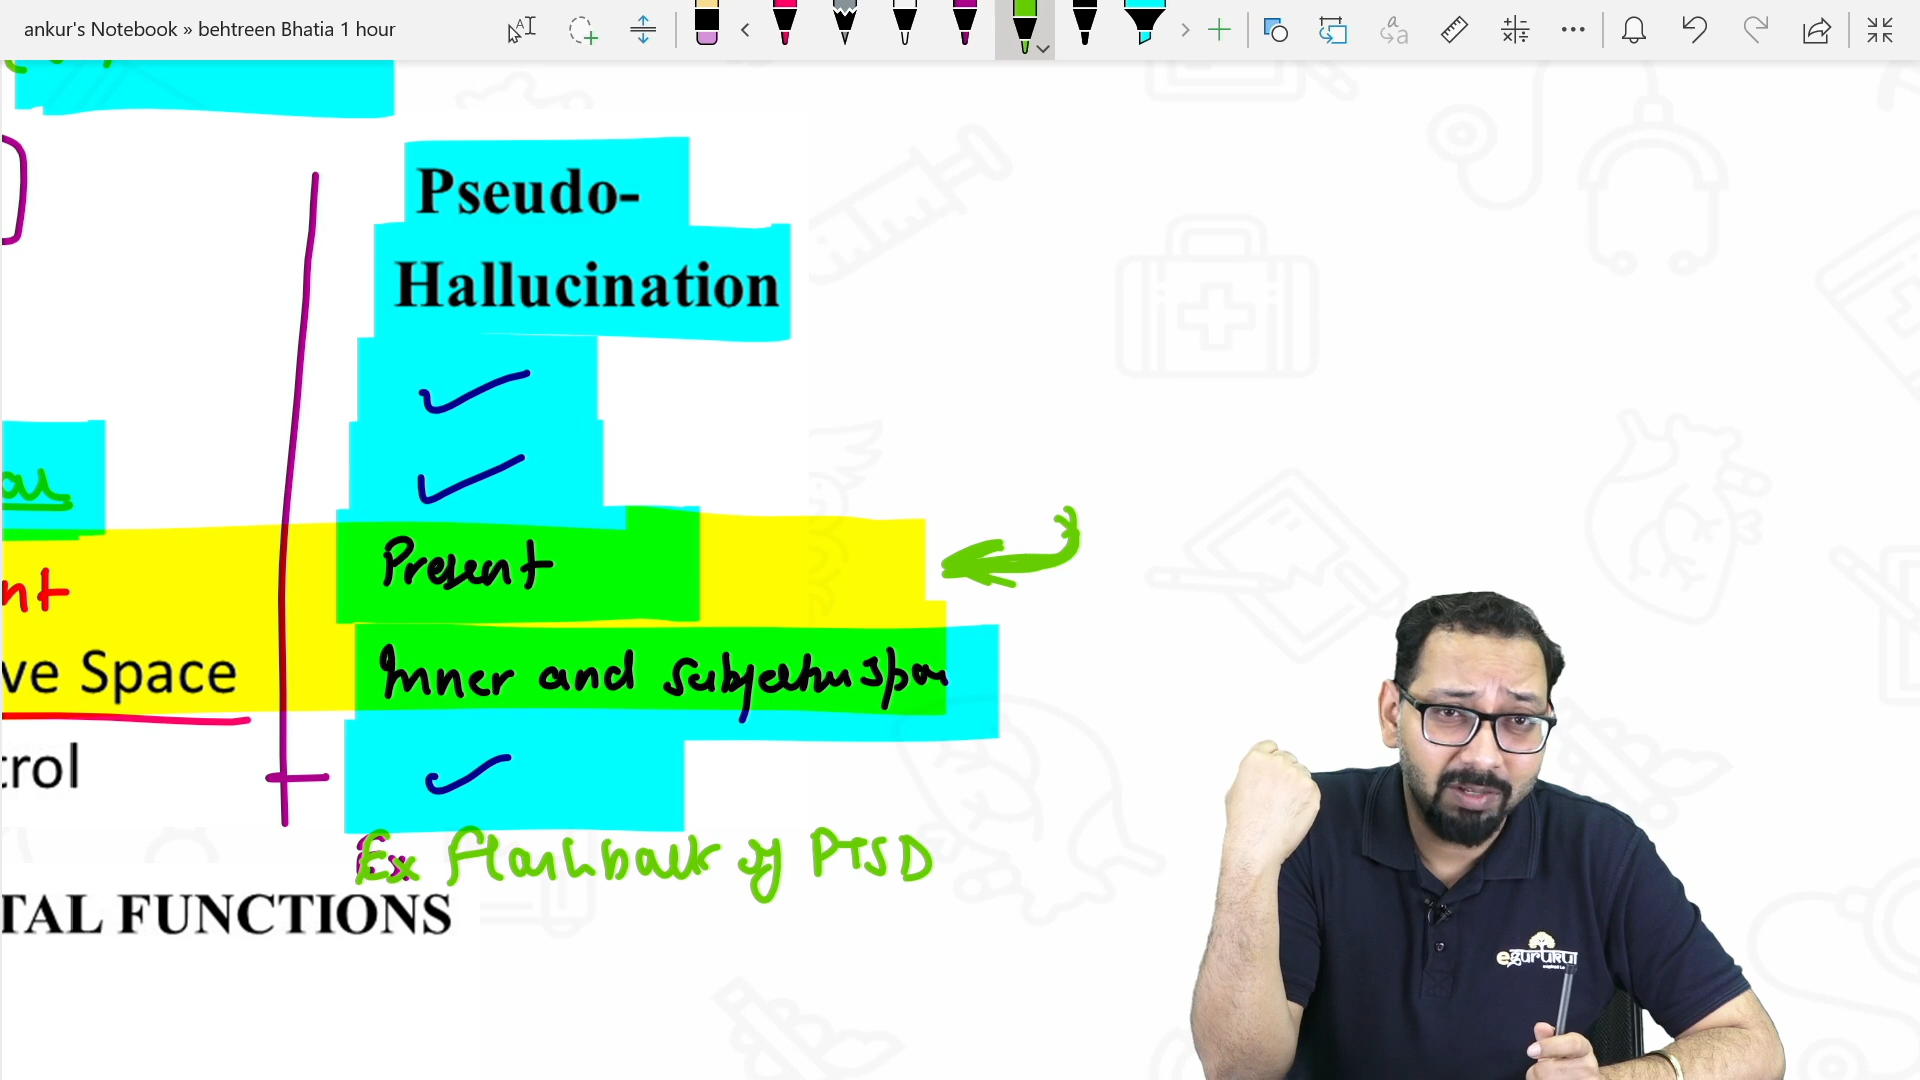 ankur's Notebook » behtreen Bhatia 1 hour
Pseudo-
Hallucination
Present
nt
ve Space
Inner and subjective space
trol
Ex flashback of PTSD
TAL FUNCTIONS
egurukul